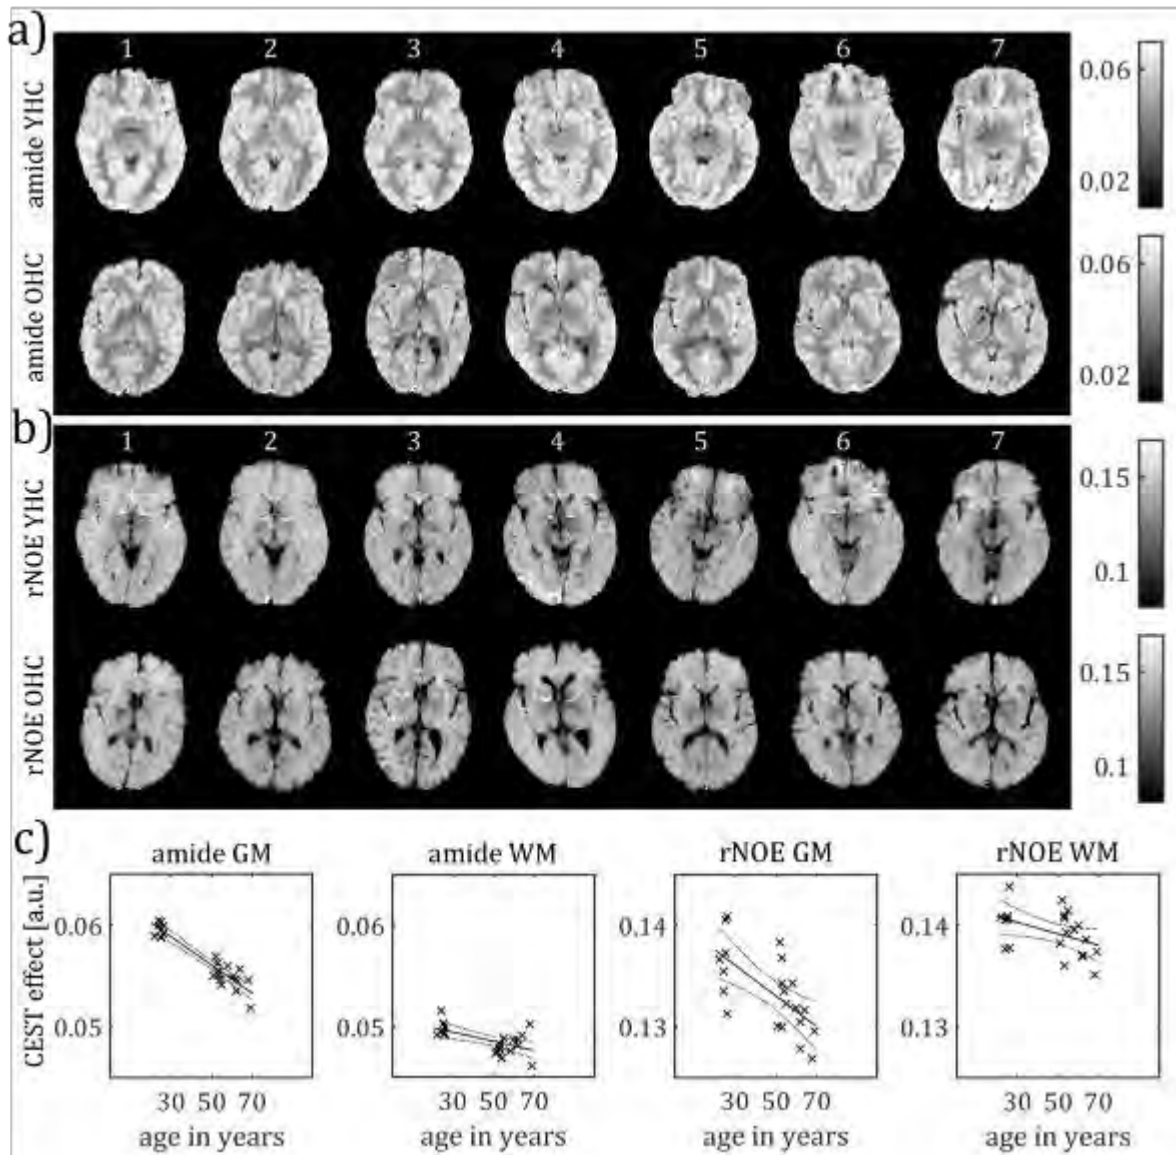 a)
1 2 3 4 5 6 7
amide YHC
0.06
0.02
amide OHC
0.06
0.02
b)
1 2 3 4 5 6 7
rNOE YHC
0.15
0.1
rNOE OHC
0.15
0.1
c)
amide GM amide WM rNOE GM rNOE WM
CEST effect [a.u.]
0.06 0.06 0.14 0.14
0.05 0.05 0.13 0.13
30 50 70 30 50 70 30 50 70 30 50 70
age in years age in years age in years age in years